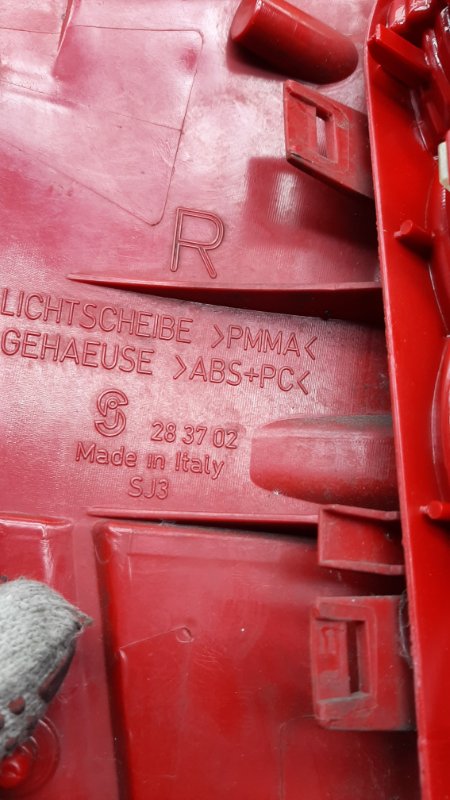 R
LICHTSCHEIBE >PMMA<
GEHAEUSE >ABS+PC<
28 37 02
Made in Italy
SJ3